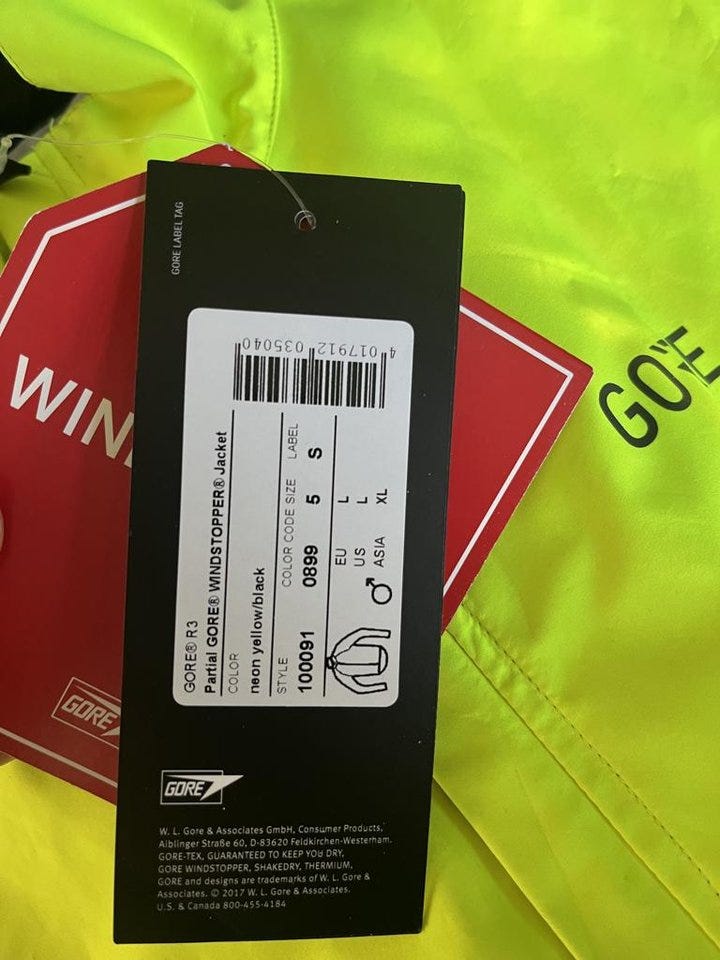 GORE LABEL TAG
GORE® R3
Partial GORE® WINDSTOPPER® Jacket
COLOR
neon yellow/black
STYLE COLOR CODE SIZE LABEL
100091 0899 5 S
EU L
US L
♂ ASIA XL
4 017912 035040
GORE
W. L. Gore & Associates GmbH, Consumer Products,
Aiblinger Straße 60, D-83620 Feldkirchen-Westerham.
GORE-TEX, GUARANTEED TO KEEP YOU DRY,
GORE WINDSTOPPER, SHAKEDRY, THERMIUM,
GORE and designs are trademarks of W. L. Gore &
Associates. © 2017 W. L. Gore & Associates.
U.S. & Canada 800-455-4184
GORE
GORE